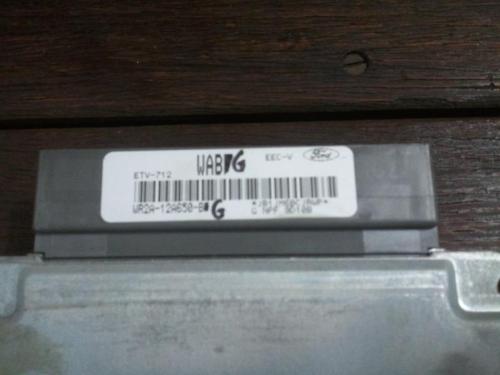 WAB G EEC-V Ford
ETV-712
WR2A-12A650-B G